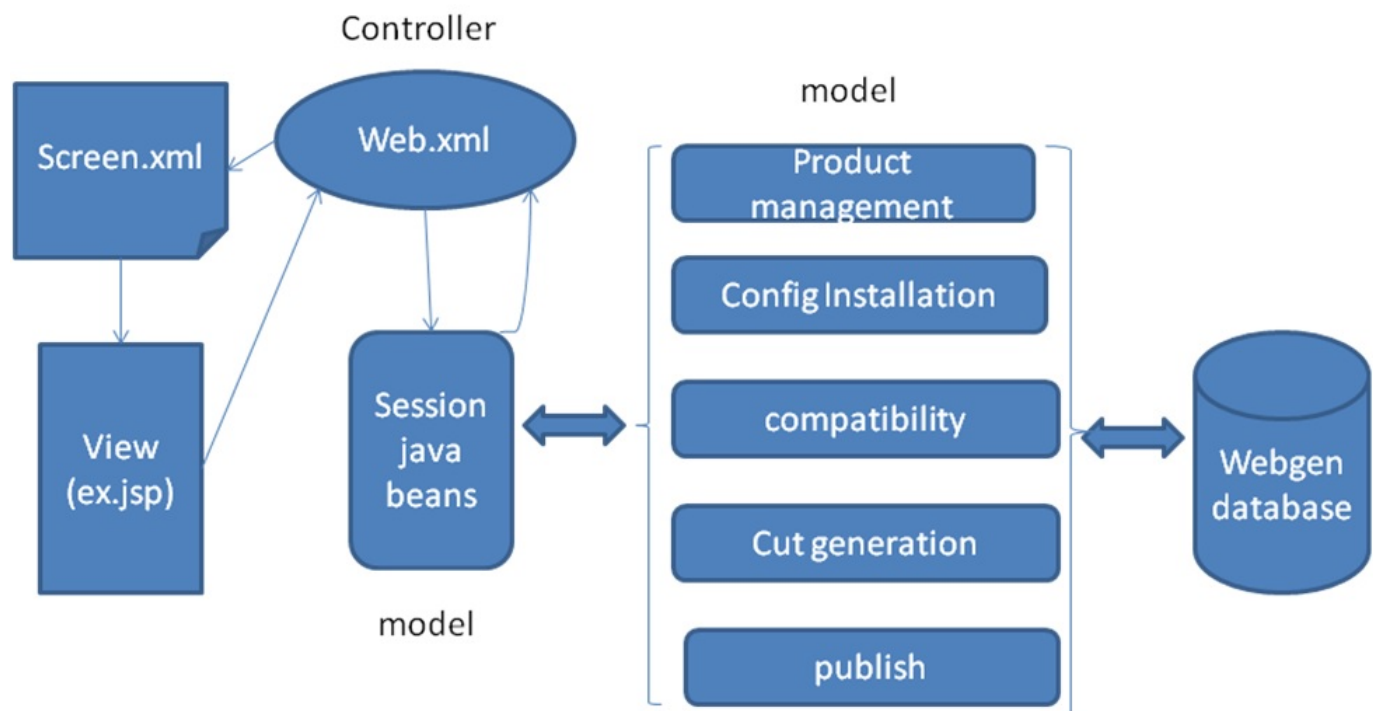 Controller
Screen.xml
Web.xml
View
(ex.jsp)
Session
java
beans
model
model
Product
management
Config Installation
compatibility
Cut generation
publish
Webgen
database